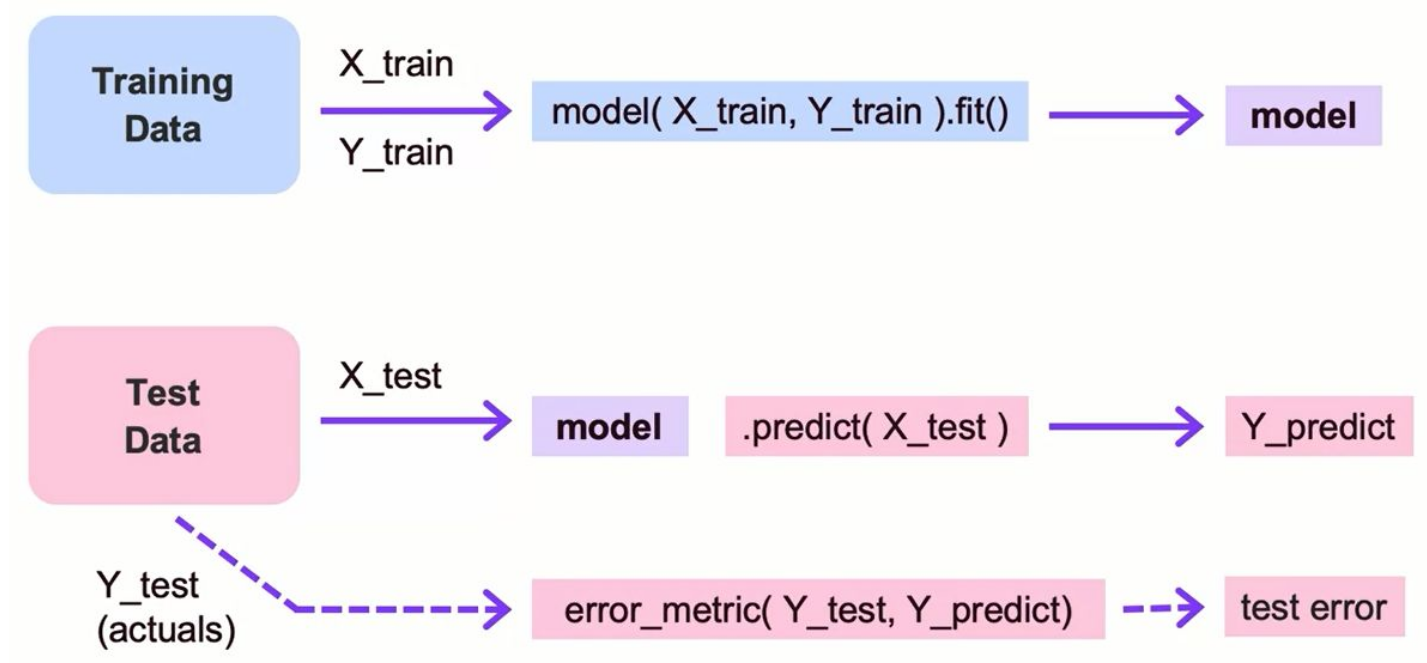 Training
Data
X_train
Y_train
model( X_train, Y_train ).fit()
model
Test
Data
X_test
model
.predict( X_test )
Y_predict
Y_test
(actuals)
error_metric( Y_test, Y_predict)
test error